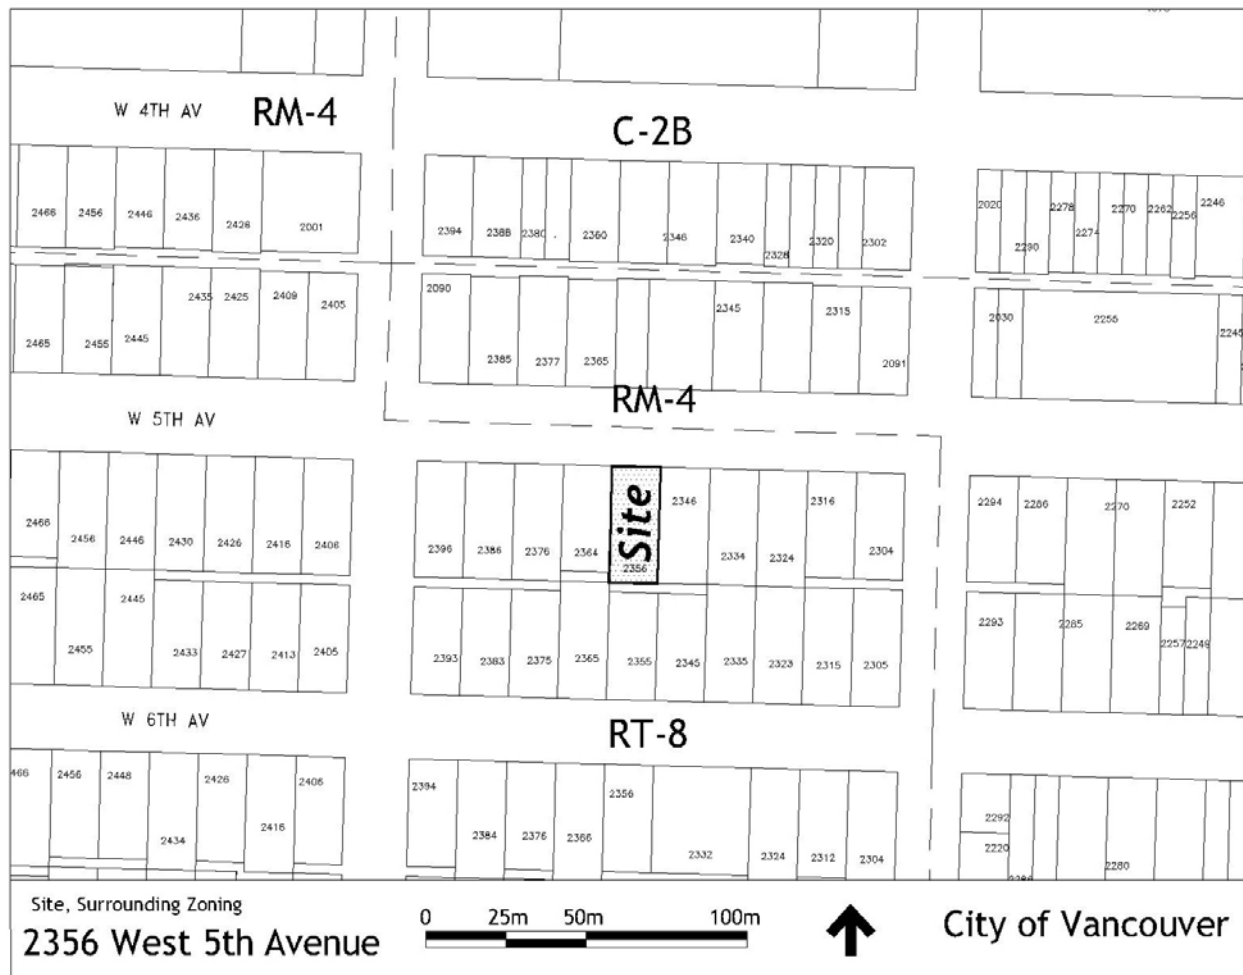 W 4TH AV
RM-4
C-2B
2466 2456 2446 2436 2428 2001
2394 2388 2380 2360 2346 2340 2328 2320 2302
2020 2290 2278 2274 2270 2262 2256 2246
2465 2455 2445 2435 2425 2409 2405
2090 2385 2377 2365 2345 2315 2091
2030 2255 2245
RM-4
W 5TH AV
2466 2456 2446 2430 2426 2416 2406
2396 2386 2376 2364 2356 2346 2334 2324 2316 2304
Site
2294 2286 2270 2252
2465 2455 2445 2433 2427 2413 2405
2393 2383 2375 2365 2355 2345 2335 2323 2315 2305
2293 2285 2269 2257 2249
W 6TH AV
RT-8
2456 2448 2434 2426 2416 2406
2394 2384 2376 2366 2356 2332 2324 2312 2304
2292 2220 2280
Site, Surrounding Zoning
2356 West 5th Avenue
0 25m 50m 100m
City of Vancouver